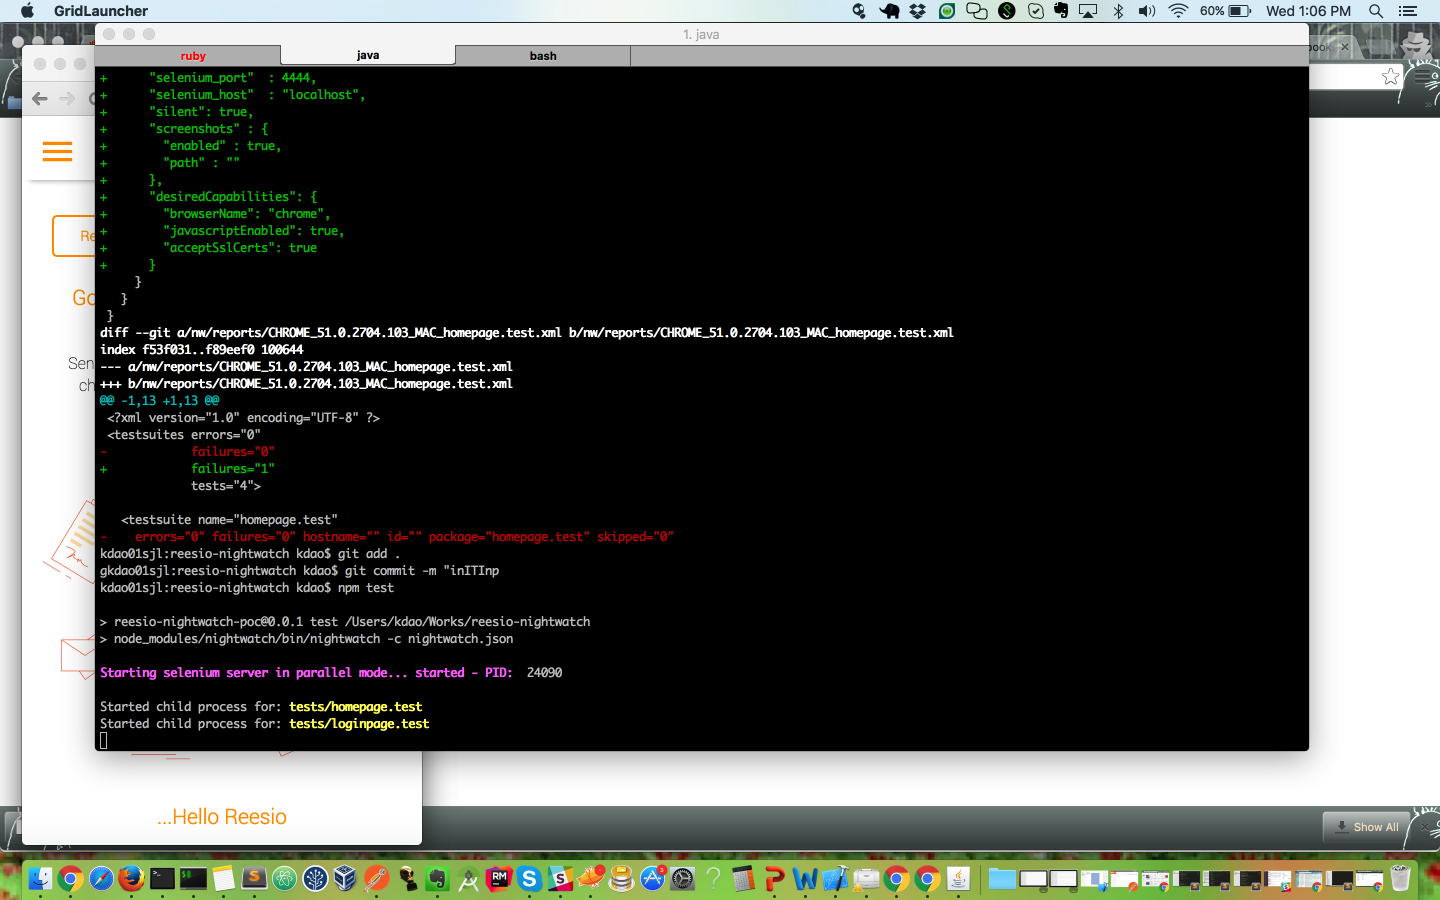 GridLauncher
60%
Wed 1:06 PM
1. java
ruby
java
bash
book
+ "selenium_port" : 4444,
+ "selenium_host" : "localhost",
+ "silent": true,
+ "screenshots" : {
+ "enabled" : true,
+ "path" : ""
+ },
+ "desiredCapabilities": {
+ "browserName": "chrome",
+ "javascriptEnabled": true,
+ "acceptSslCerts": true
+ }
}
}
}
diff --git a/nw/reports/CHROME_51.0.2704.103_MAC_homepage.test.xml b/nw/reports/CHROME_51.0.2704.103_MAC_homepage.test.xml
index f53f031..f89eef0 100644
--- a/nw/reports/CHROME_51.0.2704.103_MAC_homepage.test.xml
+++ b/nw/reports/CHROME_51.0.2704.103_MAC_homepage.test.xml
@@ -1,13 +1,13 @@
<?xml version="1.0" encoding="UTF-8" ?>
<testsuites errors="0"
- failures="0"
+ failures="1"
tests="4">
<testsuite name="homepage.test"
- errors="0" failures="0" hostname="" id="" package="homepage.test" skipped="0"
kdao01sjl:reesio-nightwatch kdao$ git add .
gkdao01sjl:reesio-nightwatch kdao$ git commit -m "inITInp
kdao01sjl:reesio-nightwatch kdao$ npm test
> reesio-nightwatch-poc@0.0.1 test /Users/kdao/Works/reesio-nightwatch
> node_modules/nightwatch/bin/nightwatch -c nightwatch.json
Starting selenium server in parallel mode... started - PID: 24090
Started child process for: tests/homepage.test
Started child process for: tests/loginpage.test
Re
Go
Sen
ch
...Hello Reesio
Show All